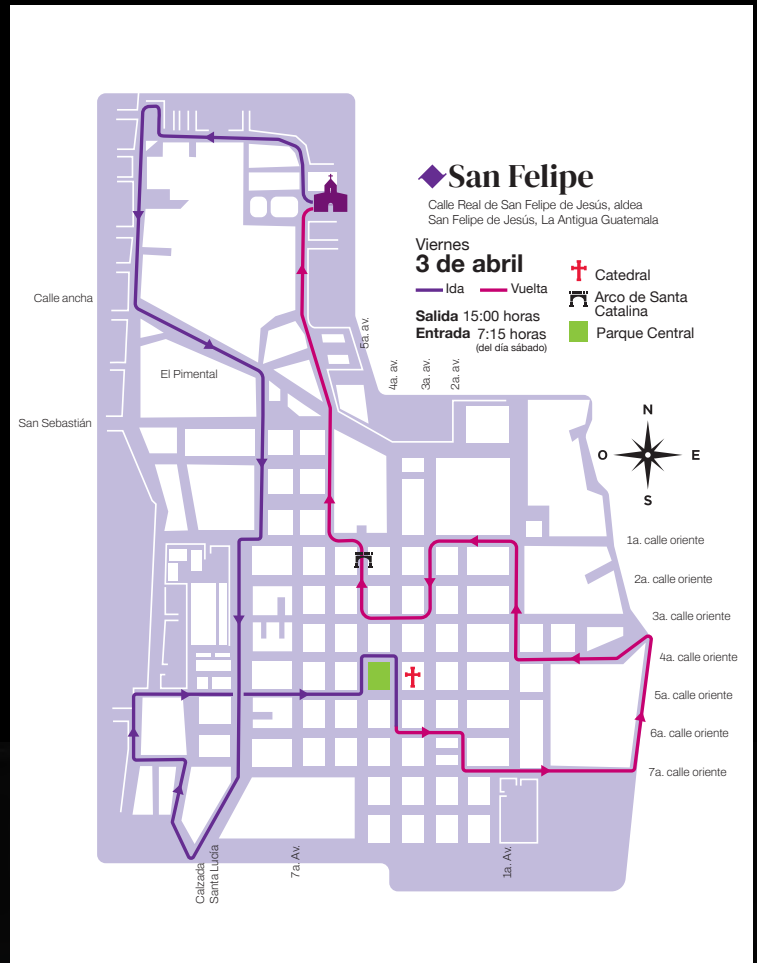 San Felipe
Calle Real de San Felipe de Jesús, aldea
San Felipe de Jesús, La Antigua Guatemala
Viernes
3 de abril
Ida
Vuelta
Salida 15:00 horas
Entrada 7:15 horas
(del día sábado)
Catedral
Arco de Santa
Catalina
Parque Central
Calle ancha
El Pimental
San Sebastián
5a. av.
4a. av.
3a. av.
2a. av.
N
O
E
S
1a. calle oriente
2a. calle oriente
3a. calle oriente
4a. calle oriente
5a. calle oriente
6a. calle oriente
7a. calle oriente
Calzada
Santa Lucía
7a. Av.
1a. Av.